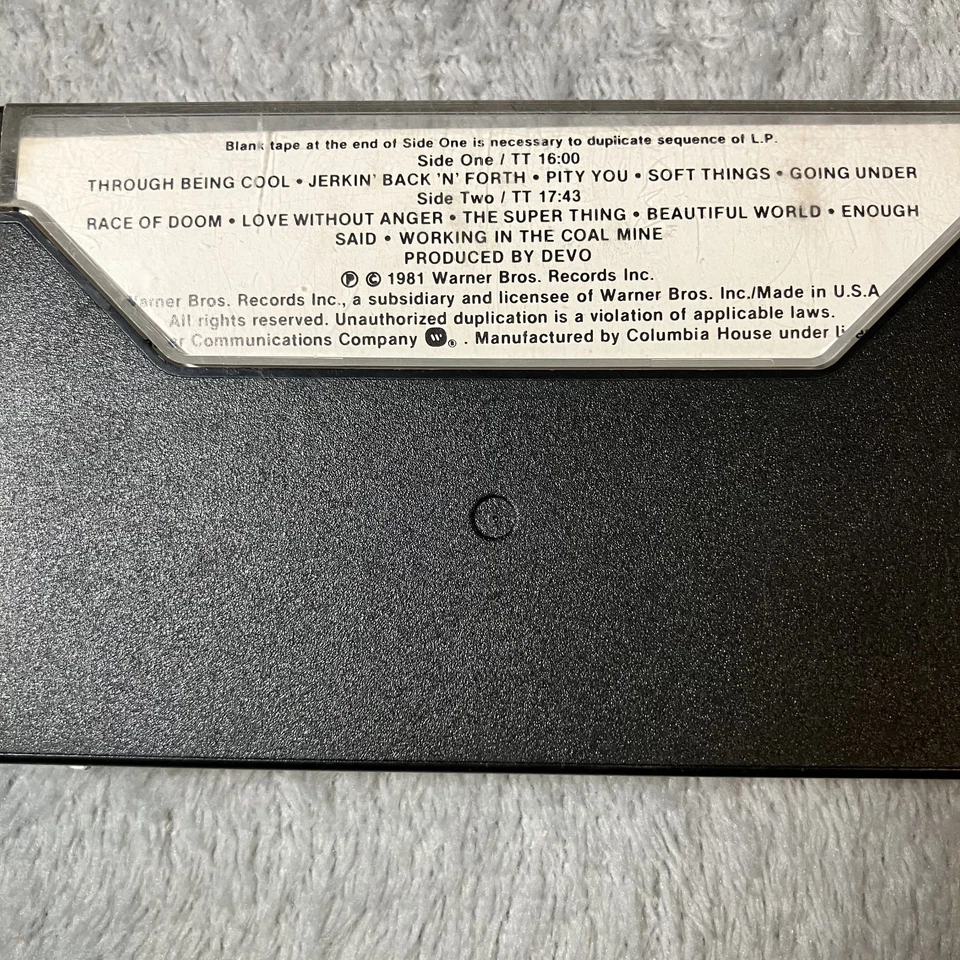 Blank tape at the end of Side One is necessary to duplicate sequence of L.P.
Side One / TT 16:00
THROUGH BEING COOL • JERKIN' BACK 'N' FORTH • PITY YOU • SOFT THINGS • GOING UNDER
Side Two / TT 17:43
RACE OF DOOM • LOVE WITHOUT ANGER • THE SUPER THING • BEAUTIFUL WORLD • ENOUGH
SAID • WORKING IN THE COAL MINE
PRODUCED BY DEVO
℗ © 1981 Warner Bros. Records Inc.
Warner Bros. Records Inc., a subsidiary and licensee of Warner Bros. Inc./Made in U.S.A
All rights reserved. Unauthorized duplication is a violation of applicable laws.
Communications Company W ® . Manufactured by Columbia House under